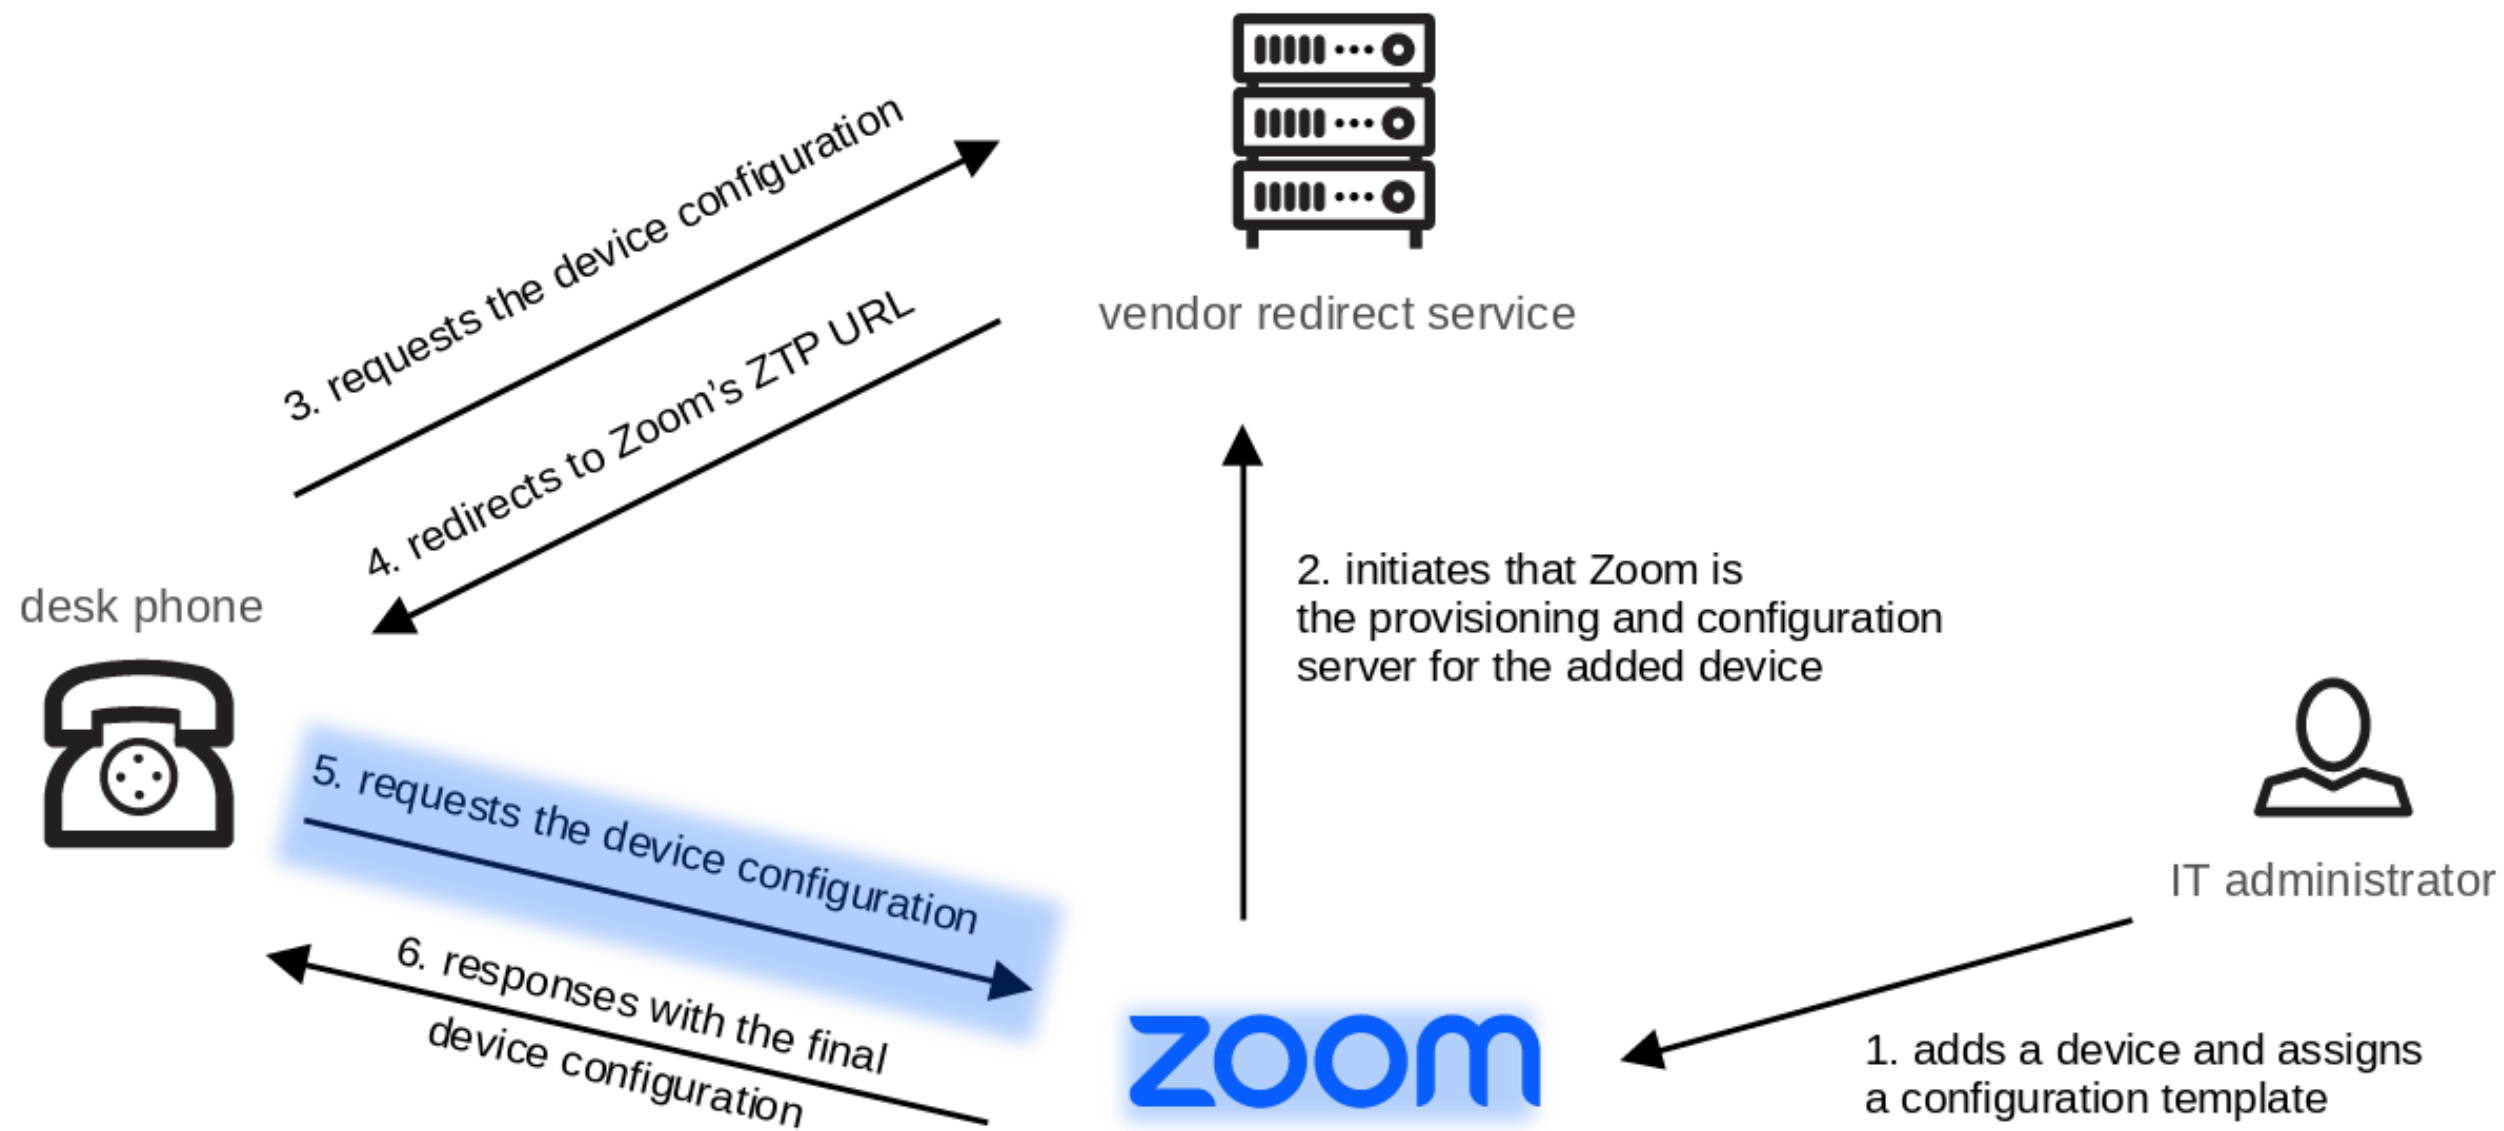 3. requests the device configuration
vendor redirect service
4. redirects to Zoom’s ZTP URL
desk phone
2. initiates that Zoom is
the provisioning and configuration
server for the added device
5. requests the device configuration
IT administrator
6. responses with the final
device configuration
zoom
1. adds a device and assigns
a configuration template